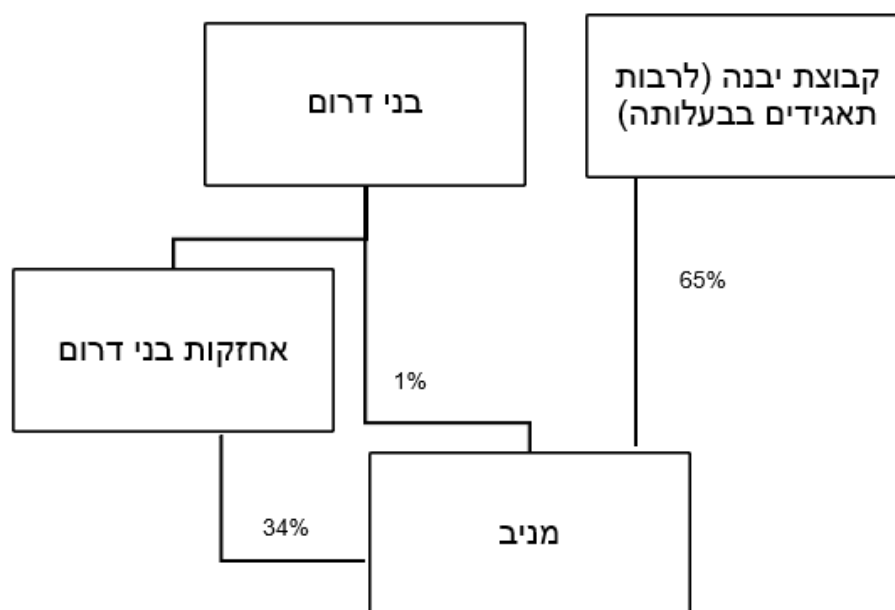 קבוצת יבנה (לרבות
תאגידים בבעלותה)
בני דרום
65%
אחזקות בני דרום
1%
34%
מניב